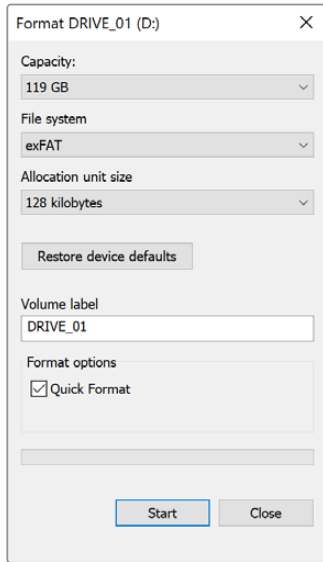 Format DRIVE_01 (D:)
Capacity:
119 GB
File system
exFAT
Allocation unit size
128 kilobytes
Restore device defaults
Volume label
DRIVE_01
Format options
Quick Format
Start Close